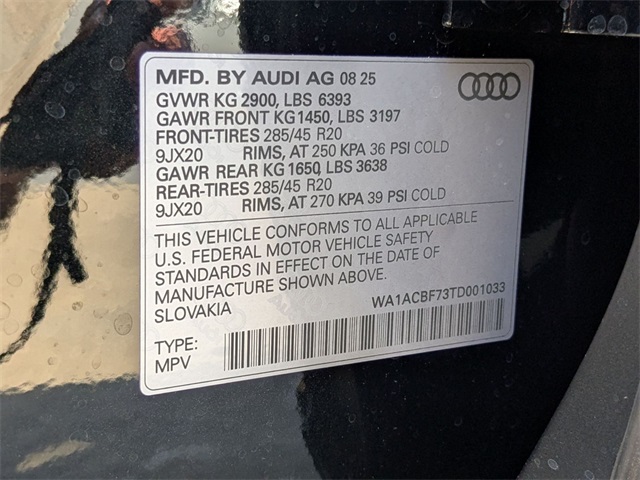 MFD. BY AUDI AG 08 25
GVWR KG 2900, LBS 6393
GAWR FRONT KG1450, LBS 3197
FRONT-TIRES 285/45 R20
9JX20 RIMS, AT 250 KPA 36 PSI COLD
GAWR REAR KG 1650, LBS 3638
REAR-TIRES 285/45 R20
9JX20 RIMS, AT 270 KPA 39 PSI COLD
THIS VEHICLE CONFORMS TO ALL APPLICABLE
U.S. FEDERAL MOTOR VEHICLE SAFETY
STANDARDS IN EFFECT ON THE DATE OF
MANUFACTURE SHOWN ABOVE.
SLOVAKIA WA1ACBF73TD001033
TYPE:
MPV